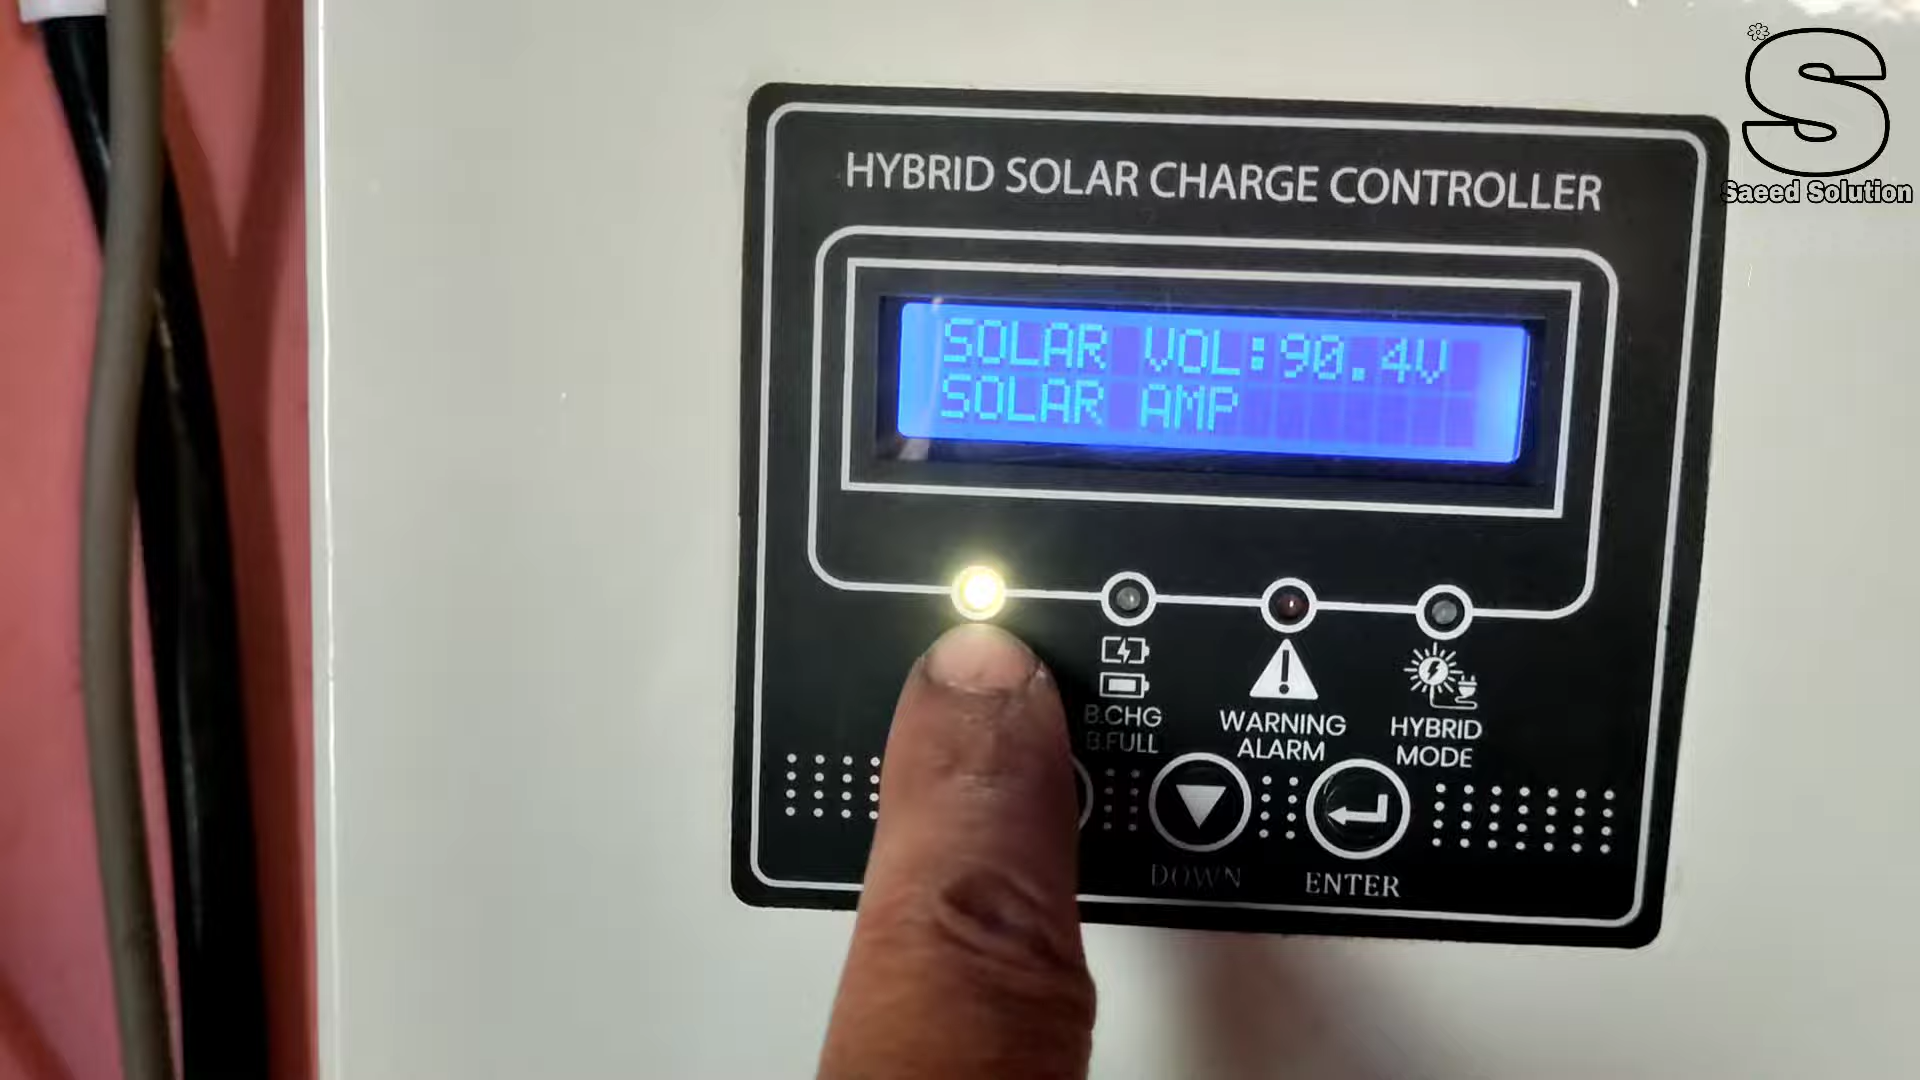 S
Saeed Solution
HYBRID SOLAR CHARGE CONTROLLER
SOLAR VOL:90.4V
SOLAR AMP
B.CHG
B.FULL
WARNING
ALARM
HYBRID
MODE
DOWN
ENTER